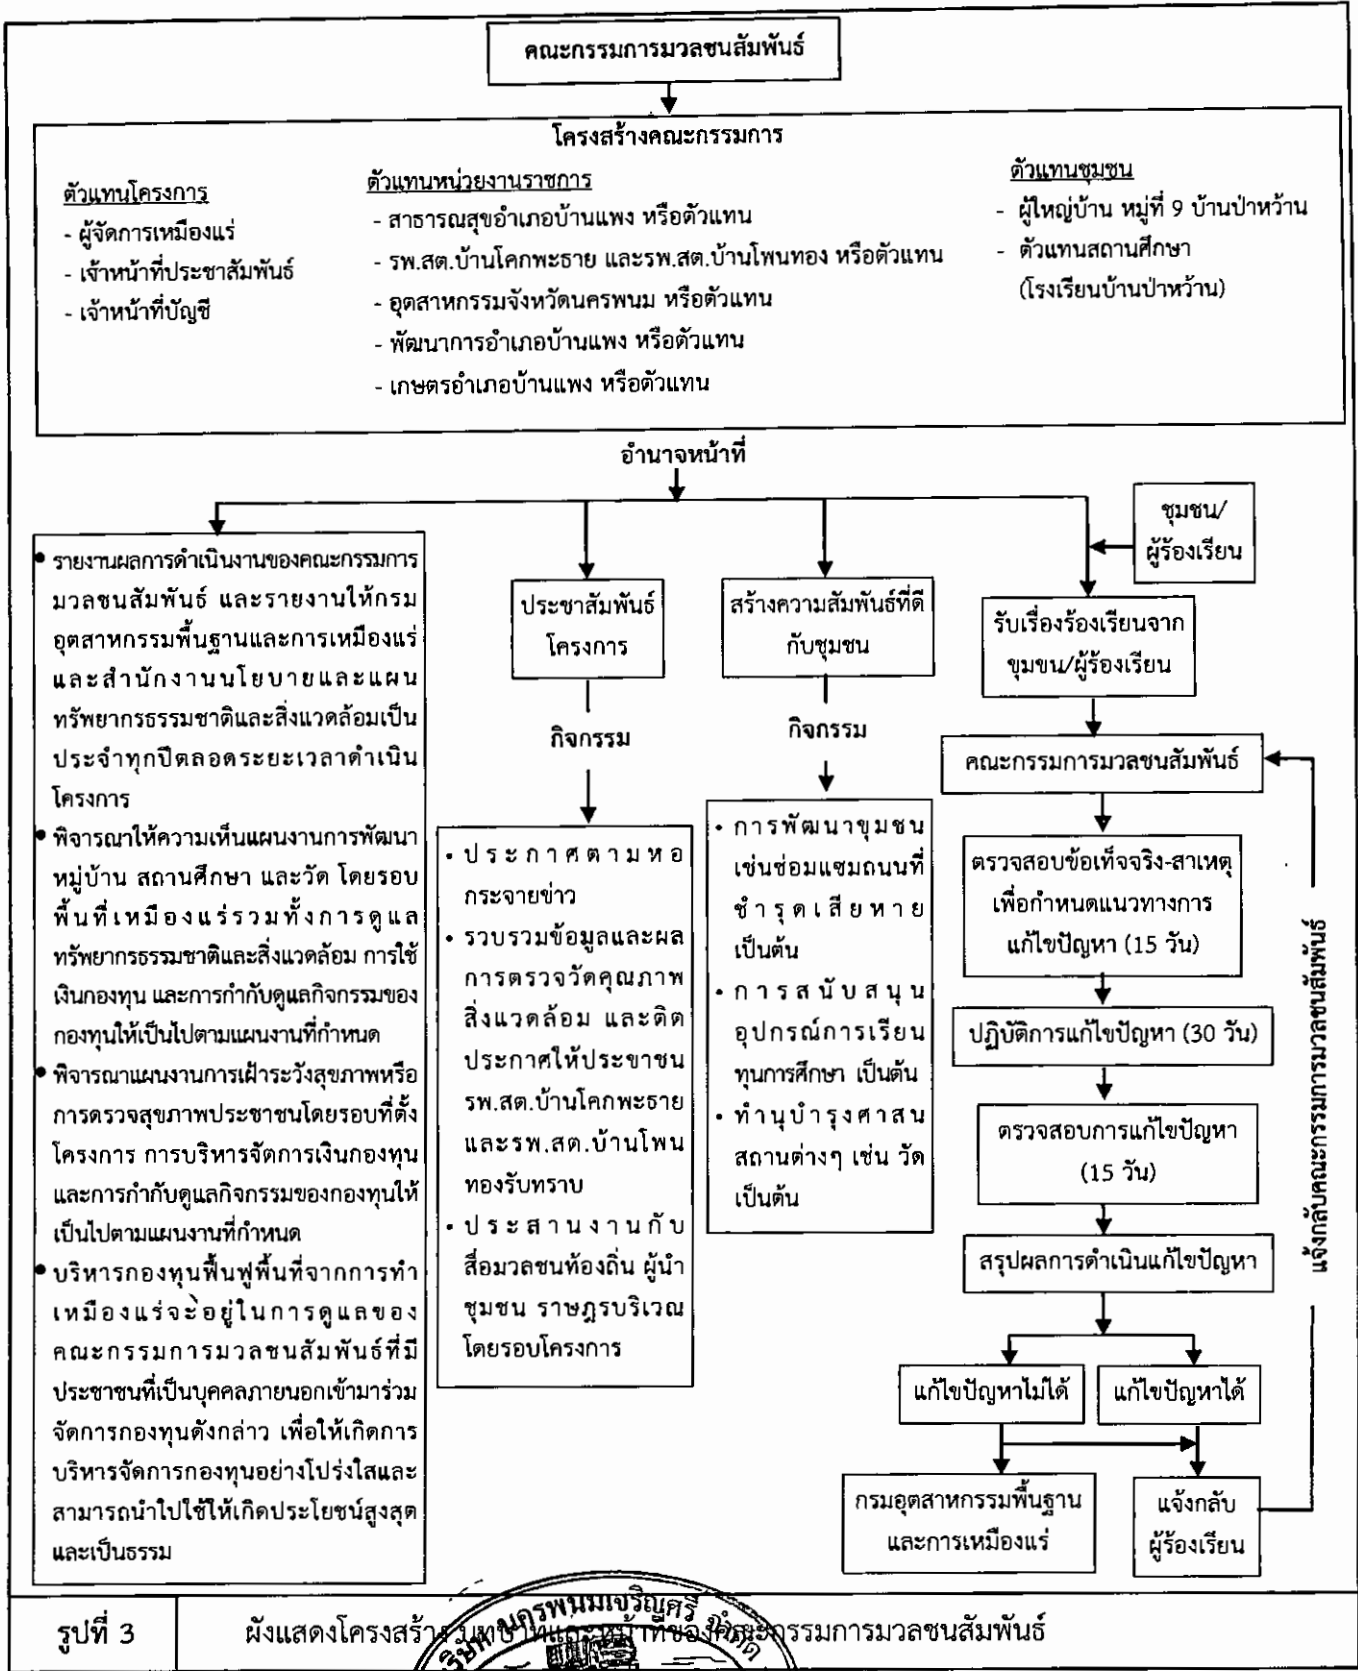 คณะกรรมการมวลชนสัมพันธ์
โครงสร้างคณะกรรมการ
ตัวแทนโครงการ
- ผู้จัดการเหมืองแร่
- เจ้าหน้าที่ประชาสัมพันธ์
- เจ้าหน้าที่บัญชี
ตัวแทนหน่วยงานราชการ
- สาธารณสุขอำเภอบ้านแพง หรือตัวแทน
- รพ.สต.บ้านโคกพะธาย และรพ.สต.บ้านโพนทอง หรือตัวแทน
- อุตสาหกรรมจังหวัดนครพนม หรือตัวแทน
- พัฒนาการอำเภอบ้านแพง หรือตัวแทน
- เกษตรอำเภอบ้านแพง หรือตัวแทน
ตัวแทนชุมชน
- ผู้ใหญ่บ้าน หมู่ที่ 9 บ้านป่าหว้าน
- ตัวแทนสถานศึกษา
(โรงเรียนบ้านป่าหว้าน)
อำนาจหน้าที่
• รายงานผลการดำเนินงานของคณะกรรมการ
มวลชนสัมพันธ์ และรายงานให้กรม
อุตสาหกรรมพื้นฐานและการเหมืองแร่
และสำนักงานนโยบายและแผน
ทรัพยากรธรรมชาติและสิ่งแวดล้อมเป็น
ประจำทุกปีตลอดระยะเวลาดำเนิน
โครงการ
• พิจารณาให้ความเห็นแผนงานการพัฒนา
หมู่บ้าน สถานศึกษา และวัด โดยรอบ
พื้นที่เหมืองแร่รวมทั้งการดูแล
ทรัพยากรธรรมชาติและสิ่งแวดล้อม การใช้
เงินกองทุน และการกำกับดูแลกิจกรรมของ
กองทุนให้เป็นไปตามแผนงานที่กำหนด
• พิจารณาแผนงานการเฝ้าระวังสุขภาพหรือ
การตรวจสุขภาพประชาชนโดยรอบที่ตั้ง
โครงการ การบริหารจัดการเงินกองทุน
และการกำกับดูแลกิจกรรมของกองทุนให้
เป็นไปตามแผนงานที่กำหนด
• บริหารกองทุนฟื้นฟูพื้นที่จากการทำ
เหมืองแร่จะอยู่ในการดูแลของ
คณะกรรมการมวลชนสัมพันธ์ที่มี
ประชาชนที่เป็นบุคคลภายนอกเข้ามาร่วม
จัดการกองทุนดังกล่าว เพื่อให้เกิดการ
บริหารจัดการกองทุนอย่างโปร่งใสและ
สามารถนำไปใช้ให้เกิดประโยชน์สูงสุด
และเป็นธรรม
ประชาสัมพันธ์
โครงการ
กิจกรรม
• ประกาศตามหอ
กระจายข่าว
• รวบรวมข้อมูลและผล
การตรวจวัดคุณภาพ
สิ่งแวดล้อม และติด
ประกาศให้ประชาชน
รพ.สต.บ้านโคกพะธาย
และรพ.สต.บ้านโพน
ทองรับทราบ
• ประสานงานกับ
สื่อมวลชนท้องถิ่น ผู้นำ
ชุมชน ราษฎรบริเวณ
โดยรอบโครงการ
สร้างความสัมพันธ์ที่ดี
กับชุมชน
กิจกรรม
• การพัฒนาชุมชน
เช่นซ่อมแซมถนนที่
ชำรุดเสียหาย
เป็นต้น
• การสนับสนุน
อุปกรณ์การเรียน
ทุนการศึกษา เป็นต้น
• ทำนุบำรุงศาสน
สถานต่างๆ เช่น วัด
เป็นต้น
ชุมชน/
ผู้ร้องเรียน
รับเรื่องร้องเรียนจาก
ชุมชน/ผู้ร้องเรียน
คณะกรรมการมวลชนสัมพันธ์
ตรวจสอบข้อเท็จจริง-สาเหตุ
เพื่อกำหนดแนวทางการ
แก้ไขปัญหา (15 วัน)
ปฏิบัติการแก้ไขปัญหา (30 วัน)
ตรวจสอบการแก้ไขปัญหา
(15 วัน)
สรุปผลการดำเนินแก้ไขปัญหา
แก้ไขปัญหาไม่ได้
แก้ไขปัญหาได้
กรมอุตสาหกรรมพื้นฐาน
และการเหมืองแร่
แจ้งกลับ
ผู้ร้องเรียน
แจ้งกลับคณะกรรมการมวลชนสัมพันธ์
รูปที่ 3
ผังแสดงโครงสร้าง บทบาทและหน้าที่ของคณะกรรมการมวลชนสัมพันธ์
บริษัท นครพนมเจริญศรี จำกัด